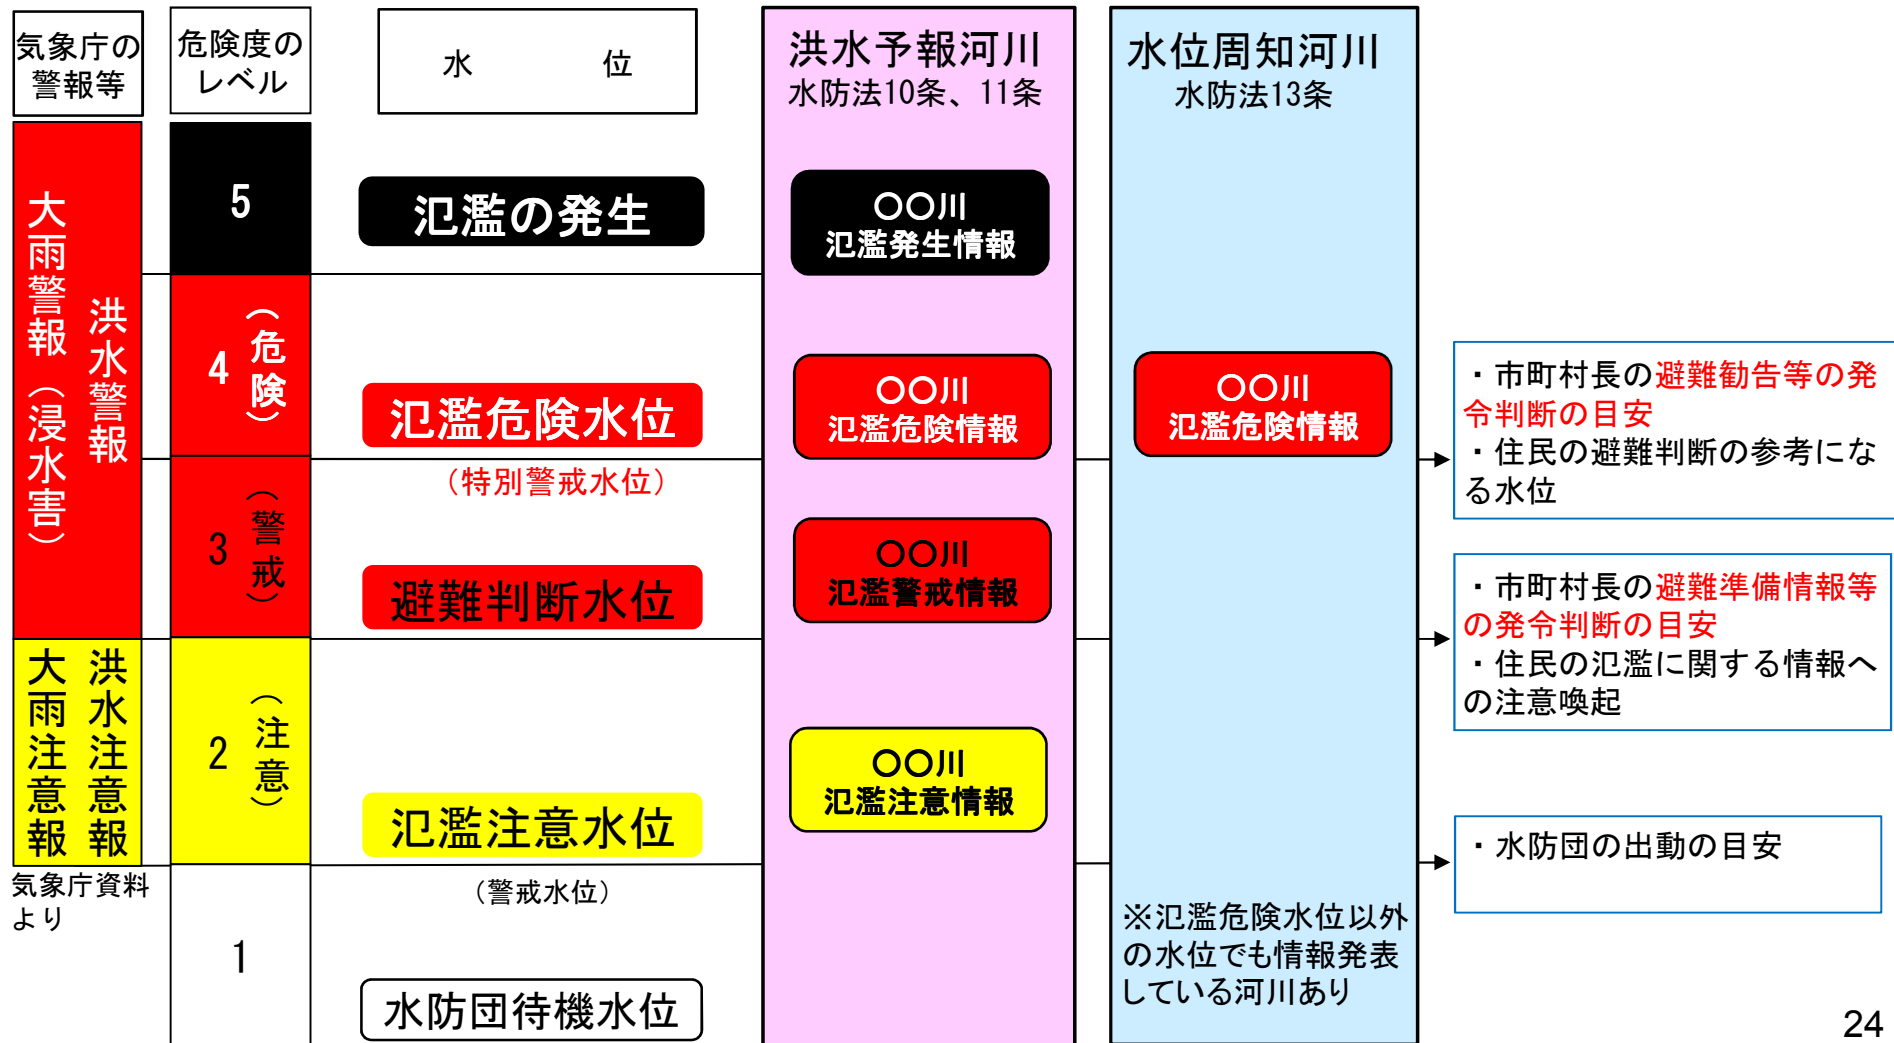 気象庁の
警報等
危険度の
レベル
水　位
洪水予報河川
水防法10条、11条
水位周知河川
水防法13条
大雨警報（浸水害）
洪水警報
大雨注意報
洪水注意報
気象庁資料
より
5
4
（危険）
3
（警戒）
2
（注意）
1
氾濫の発生
氾濫危険水位
（特別警戒水位）
避難判断水位
氾濫注意水位
（警戒水位）
水防団待機水位
〇〇川
氾濫発生情報
〇〇川
氾濫危険情報
〇〇川
氾濫警戒情報
〇〇川
氾濫注意情報
〇〇川
氾濫危険情報
※氾濫危険水位以外
の水位でも情報発表
している河川あり
・市町村長の避難勧告等の発
令判断の目安
・住民の避難判断の参考にな
る水位
・市町村長の避難準備情報等
の発令判断の目安
・住民の氾濫に関する情報へ
の注意喚起
・水防団の出動の目安
24